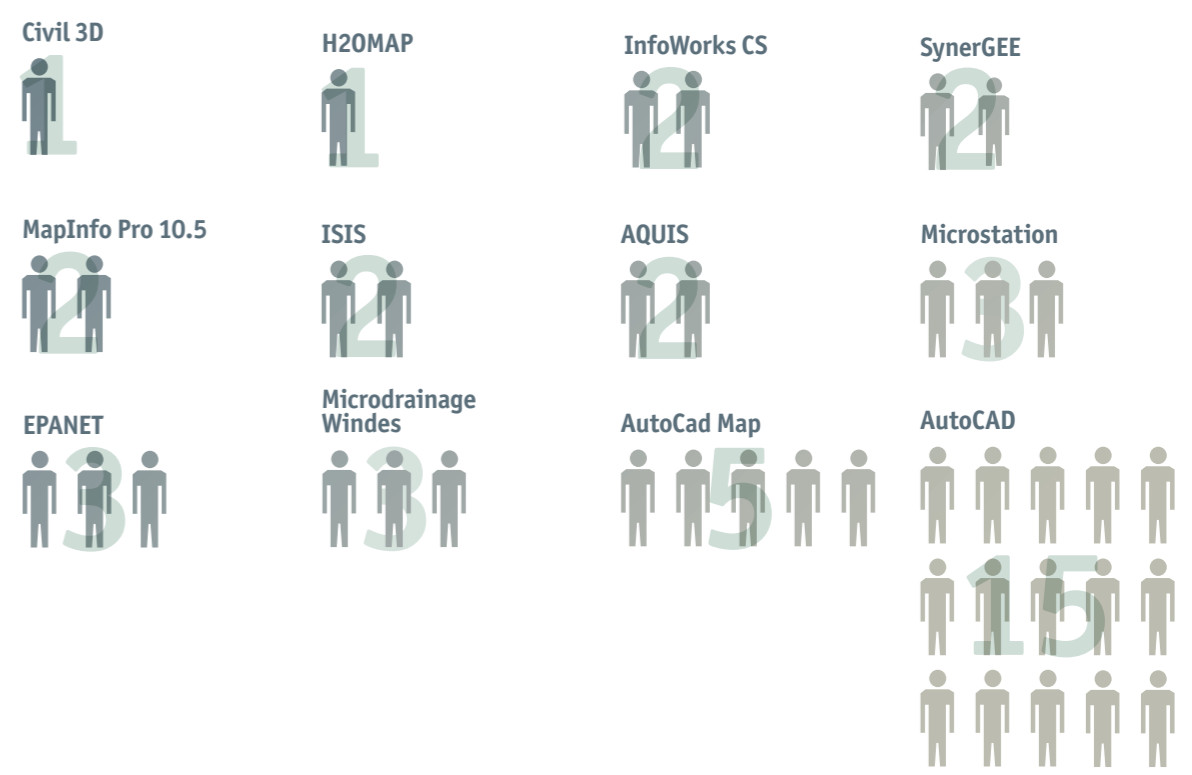 Civil 3D
1
H2OMAP
1
InfoWorks CS
2
SynerGEE
2
MapInfo Pro 10.5
2
ISIS
2
AQUIS
2
Microstation
3
EPANET
3
Microdrainage
Windes
3
AutoCad Map
5
AutoCAD
15